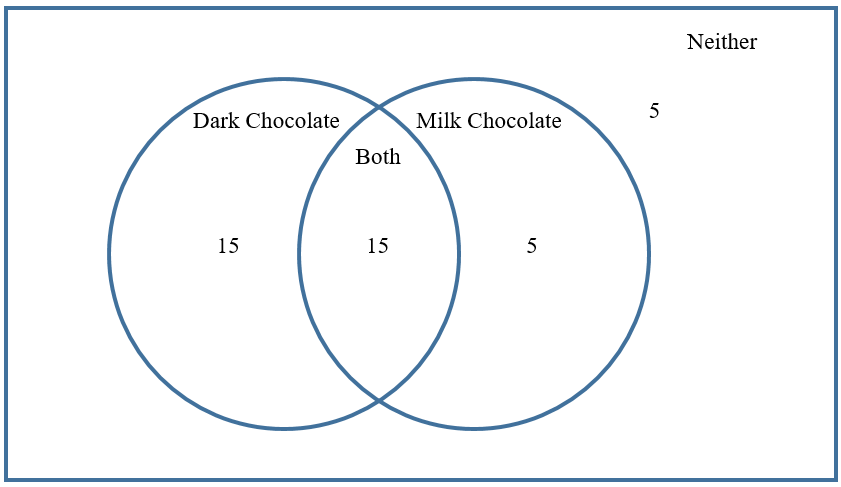 Neither
5
Dark Chocolate
Milk Chocolate
Both
15
15
5